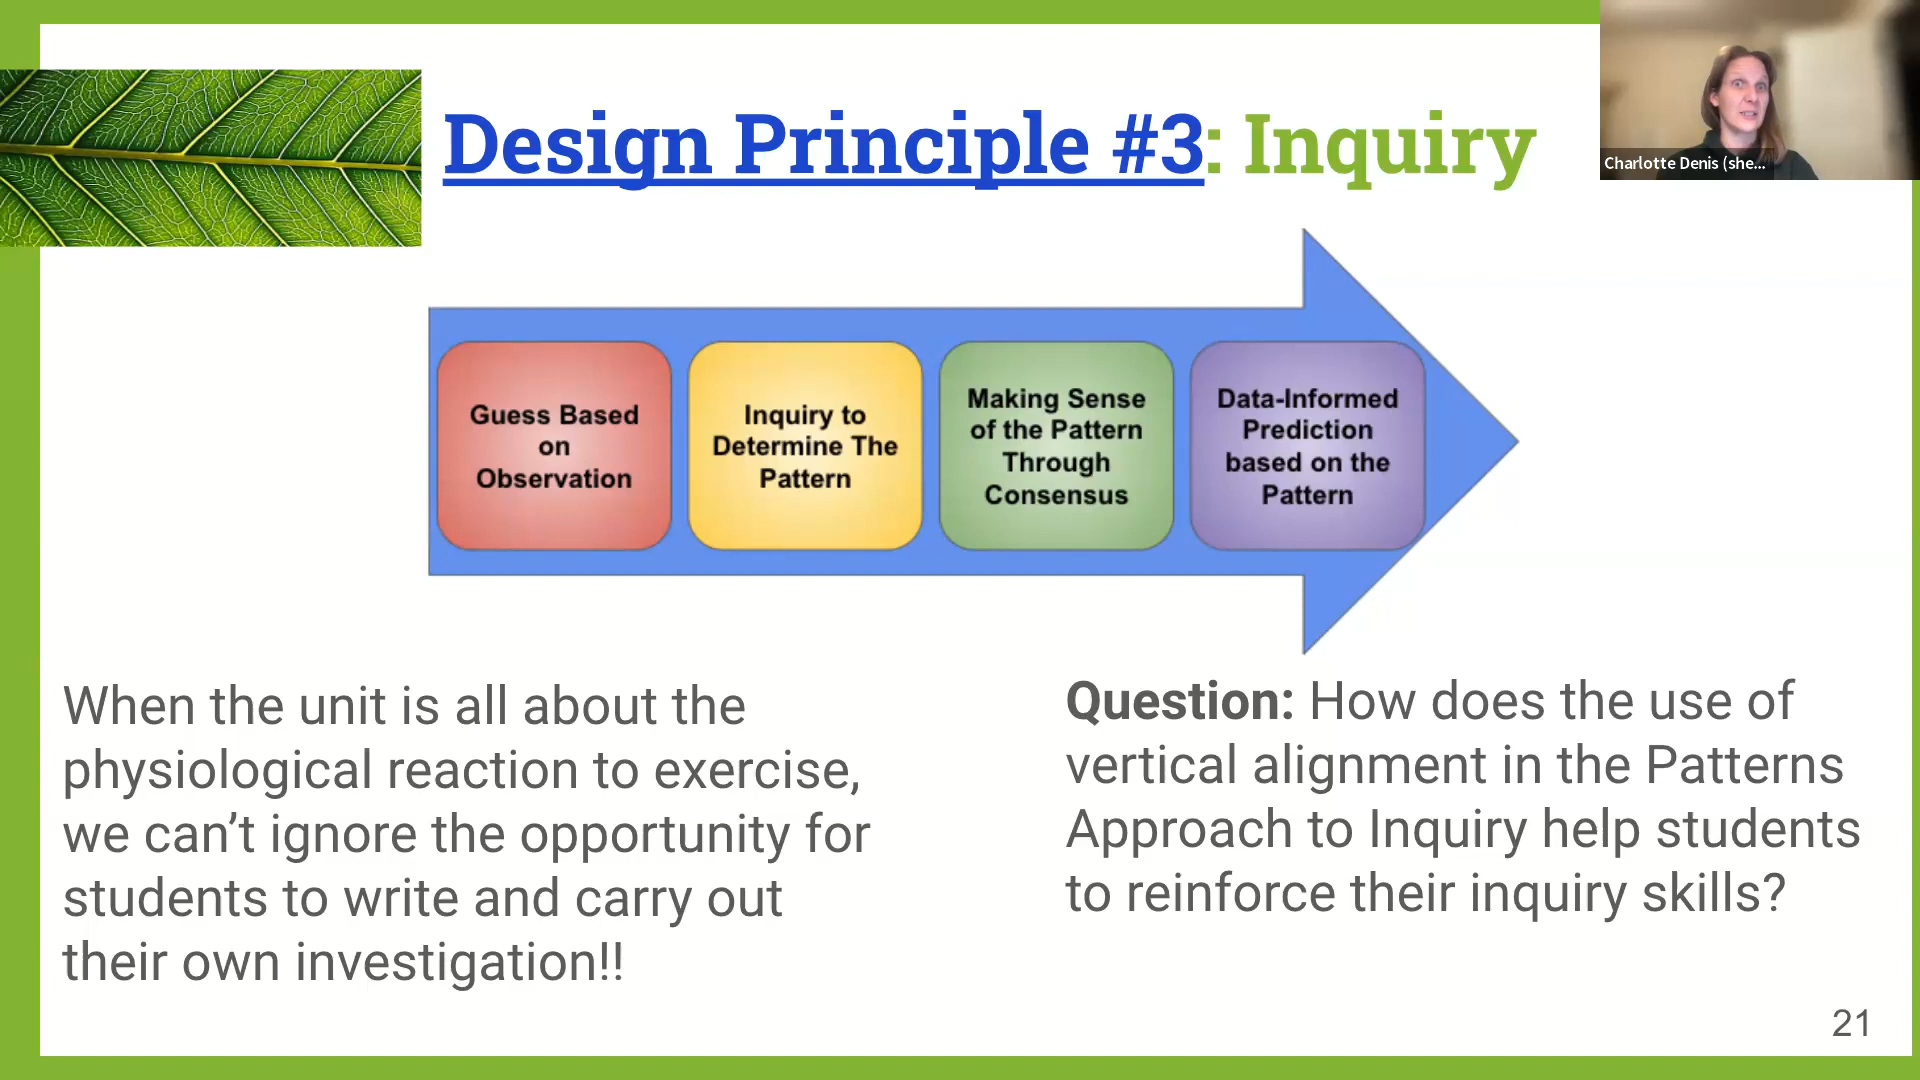 Design Principle #3: Inquiry
Charlotte Denis (she...
Guess Based
on
Observation
Inquiry to
Determine The
Pattern
Making Sense
of the Pattern
Through
Consensus
Data-Informed
Prediction
based on the
Pattern
When the unit is all about the
physiological reaction to exercise,
we can’t ignore the opportunity for
students to write and carry out
their own investigation!!
Question: How does the use of
vertical alignment in the Patterns
Approach to Inquiry help students
to reinforce their inquiry skills?
21